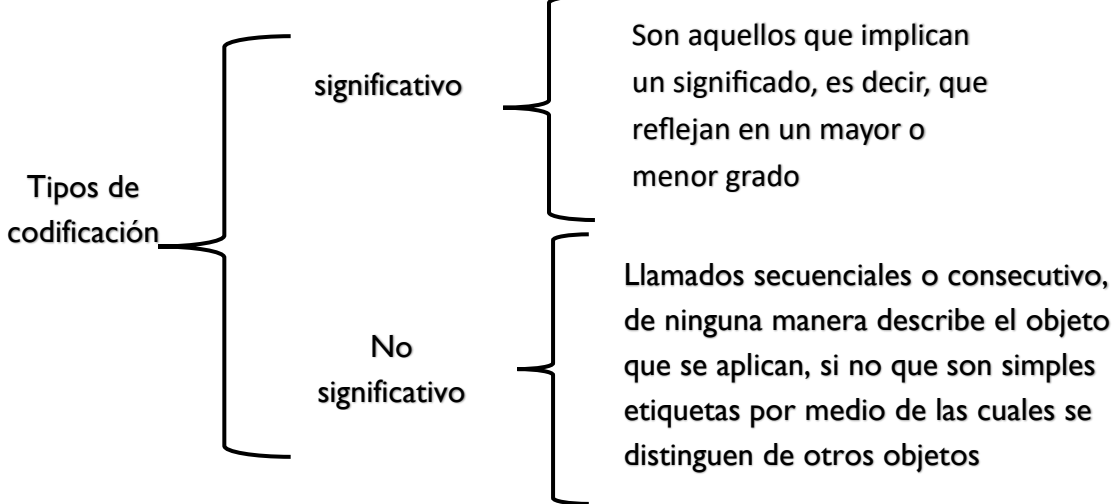 Tipos de
codificación
significativo
Son aquellos que implican
un significado, es decir, que
reflejan en un mayor o
menor grado
No
significativo
Llamados secuenciales o consecutivo,
de ninguna manera describe el objeto
que se aplican, si no que son simples
etiquetas por medio de las cuales se
distinguen de otros objetos